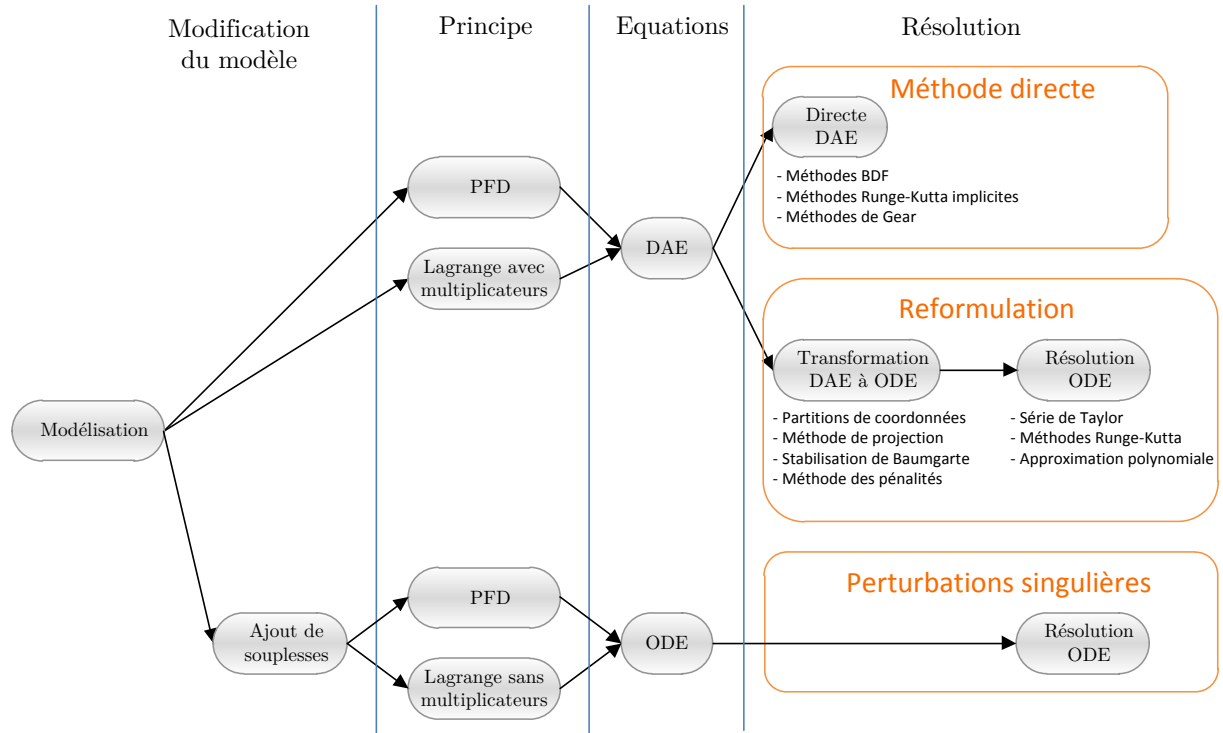 Modification
du modèle
Principe
Equations
Résolution
Méthode directe
Directe
DAE
- Méthodes BDF
- Méthodes Runge-Kutta implicites
- Méthodes de Gear
PFD
Lagrange avec
multiplicateurs
DAE
Reformulation
Transformation
DAE à ODE
- Partitions de coordonnées
- Méthode de projection
- Stabilisation de Baumgarte
- Méthode des pénalités
Résolution
ODE
- Série de Taylor
- Méthodes Runge-Kutta
- Approximation polynomiale
Modélisation
Ajout de
souplesses
PFD
Lagrange sans
multiplicateurs
ODE
Perturbations singulières
Résolution
ODE